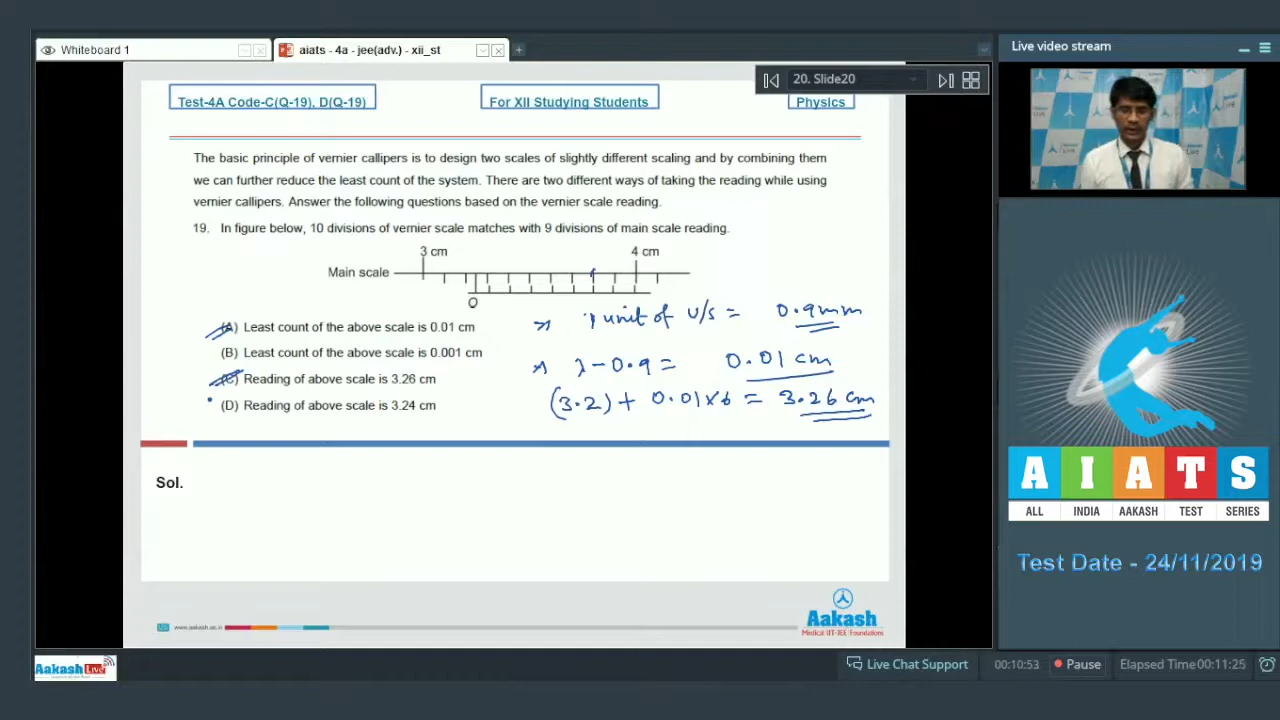 Whiteboard 1
aiats - 4a - jee(adv.) - xii_st
Live video stream
20. Slide20
Test-4A Code-C(Q-19), D(Q-19)
For XII Studying Students
Physics
The basic principle of vernier callipers is to design two scales of slightly different scaling and by combining them
we can further reduce the least count of the system. There are two different ways of taking the reading while using
vernier callipers. Answer the following questions based on the vernier scale reading.
19. In figure below, 10 divisions of vernier scale matches with 9 divisions of main scale reading.
3 cm
4 cm
Main scale
0
1 unit of v/s = 0.9mm
(A) Least count of the above scale is 0.01 cm
(B) Least count of the above scale is 0.001 cm
1 - 0.9 = 0.01 cm
(C) Reading of above scale is 3.26 cm
(3.2) + 0.01 x 6 = 3.26 cm
(D) Reading of above scale is 3.24 cm
Sol.
A I A T S
ALL INDIA AAKASH TEST SERIES
Test Date - 24/11/2019
www.aakash.ac.in
Aakash
Medical|IIT-JEE|Foundations
Aakash Live
Live Chat Support
00:10:53
Pause
Elapsed Time 00:11:25